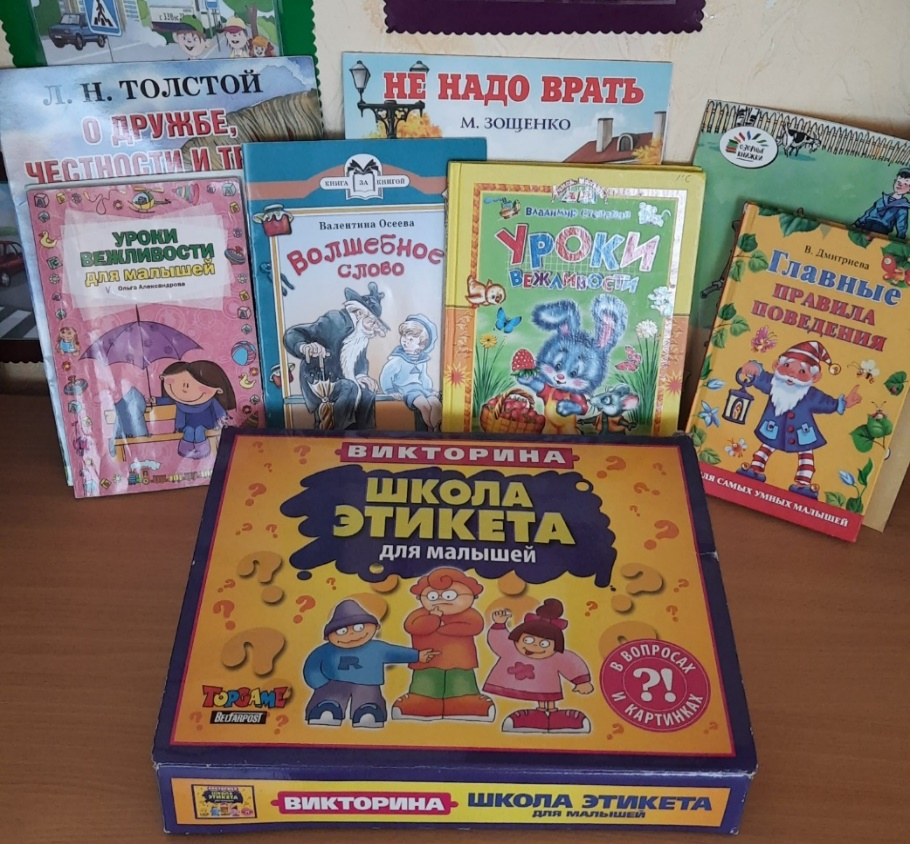 Л. Н. ТОЛСТОЙ
О ДРУЖБЕ,
ЧЕСТНОСТИ И
НЕ НАДО ВРАТЬ
М. ЗОЩЕНКО
УРОКИ
ВЕЖЛИВОСТИ
для малышей
Ольга Александрова
КНИГА ЗА КНИГОЙ
Валентина Осеева
Волшебное
слово
Владимир Степанов
УРОКИ
ВЕЖЛИВОСТИ
В. Дмитриева
Главные
ПРАВИЛА
ПОВЕДЕНИЯ
ДЛЯ САМЫХ УМНЫХ МАЛЫШЕЙ
ВИКТОРИНА
ШКОЛА
ЭТИКЕТА
для малышей
R
В ВОПРОСАХ
?!
И КАРТИНКАХ
TOPGAME
BELTARPOST
ВИКТОРИНА ШКОЛА ЭТИКЕТА
ДЛЯ МАЛЫШЕЙ